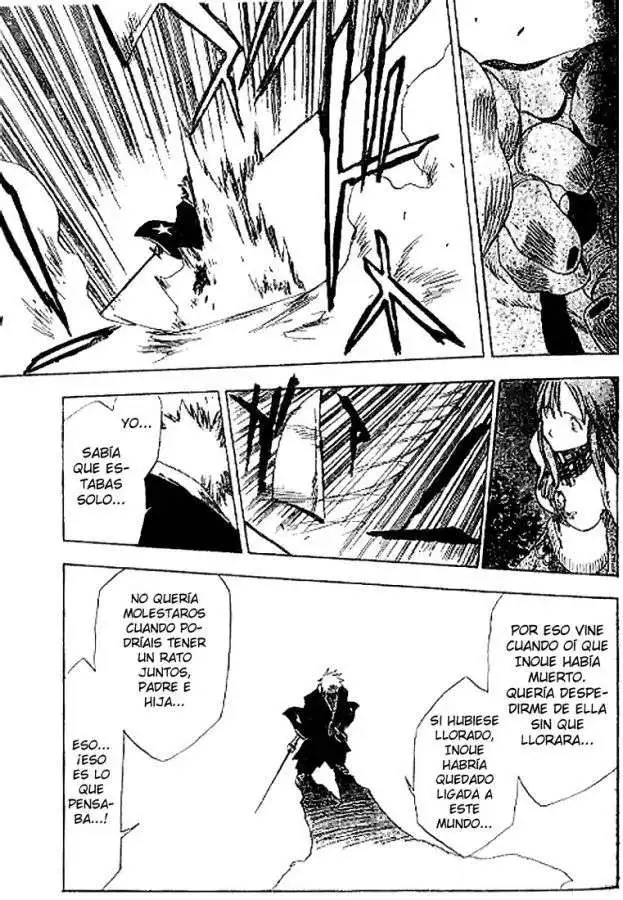 YO...
SABÍA
QUE ES-
TABAS
SOLO...
POR ESO VINE
CUANDO OÍ QUE
INOUE HABÍA
MUERTO.
QUERÍA DESPE-
DIRME DE ELLA
SIN QUE
LLORARA...
SI HUBIESE
LLORADO,
INOUE
HABRÍA
QUEDADO
LIGADA A
ESTE
MUNDO...
NO QUERÍA
MOLESTAROS
CUANDO PO-
DRÍAIS TENER
UN RATO
JUNTOS,
PADRE E
HIJA...
ESO...
¡ESO
ES LO
QUE
PENSA-
BA...!